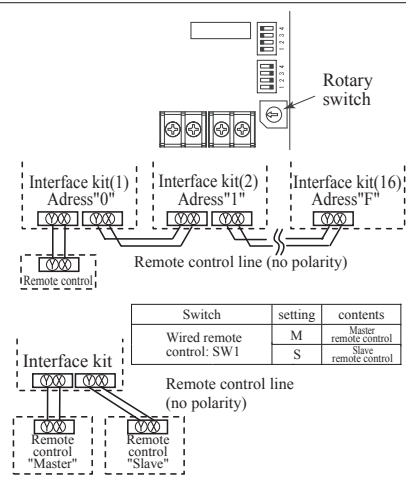 1 2 3 4
1 2 3 4
Rotary
switch
Interface kit(1)
Adress"0"
Interface kit(2)
Adress"1"
Interface kit(16)
Adress"F"
X Y X Y
X Y X Y
X Y
X Y
Remote control
Remote control line (no polarity)
Switch setting contents
Wired remote
control: SW1
M Master
remote control
S Slave
remote control
Interface kit
X Y X Y
Remote control line
(no polarity)
X Y
X Y
Remote
control
"Master"
Remote
control
"Slave"